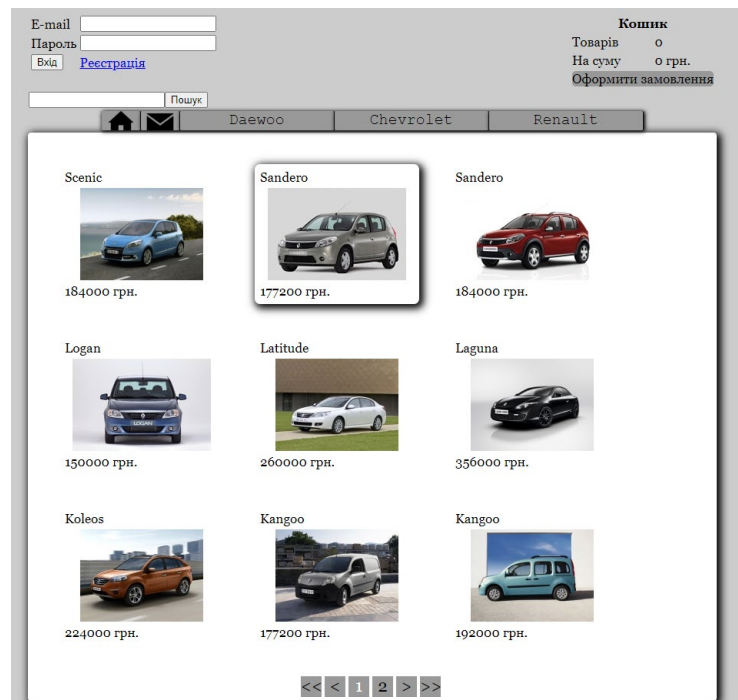 E-mail
Пароль
Вхід Реєстрація
Кошик
Товарів 0
На суму 0 грн.
Оформити замовлення
Пошук
Daewoo Chevrolet Renault
Scenic Sandero Sandero
184000 грн. 177200 грн. 184000 грн.
Logan Latitude Laguna
LOGAN
150000 грн. 260000 грн. 356000 грн.
Koleos Kangoo Kangoo
224000 грн. 177200 грн. 192000 грн.
<< < 1 2 > >>